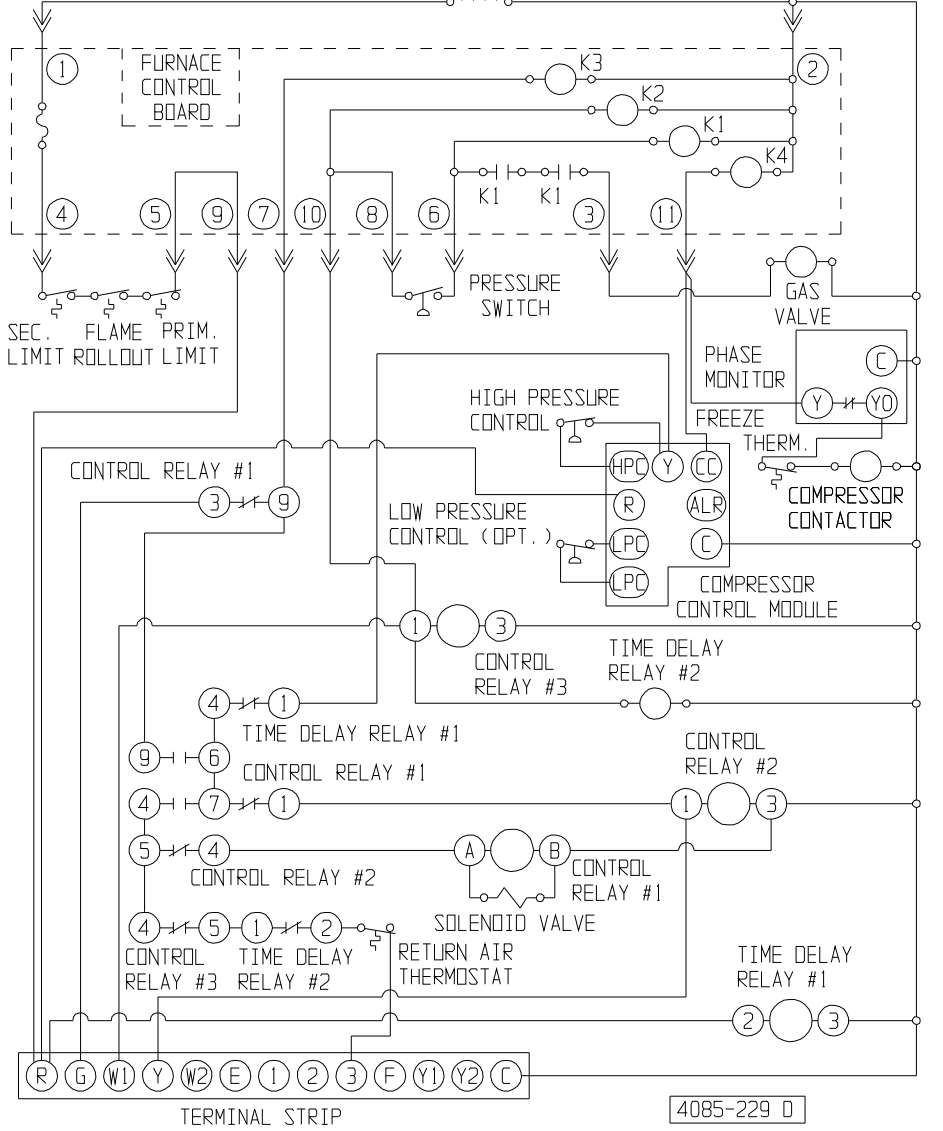 FURNACE
CONTROL
BOARD
1
K3
2
K2
K1
K4
K1
K1
4
5
9
7
10
8
6
3
11
PRESSURE
SWITCH
GAS
VALVE
SEC.
LIMIT
FLAME
ROLLOUT
PRIM.
LIMIT
PHASE
MONITOR
C
Y
YO
HIGH PRESSURE
CONTROL
FREEZE
THERM.
CONTROL RELAY #1
3
9
HPC
Y
CC
R
ALR
LPC
C
LPC
LOW PRESSURE
CONTROL (OPT.)
COMPRESSOR
CONTACTOR
COMPRESSOR
CONTROL MODULE
1
3
CONTROL
RELAY #3
TIME DELAY
RELAY #2
4
1
TIME DELAY RELAY #1
9
6
CONTROL RELAY #1
CONTROL
RELAY #2
4
7
1
1
3
5
4
A
B
CONTROL RELAY #2
CONTROL
RELAY #1
SOLENOID VALVE
4
5
1
2
CONTROL
RELAY #3
TIME DELAY
RELAY #2
RETURN AIR
THERMOSTAT
TIME DELAY
RELAY #1
2
3
R
G
W1
Y
W2
E
1
2
3
F
Y1
Y2
C
TERMINAL STRIP
4085-229 D